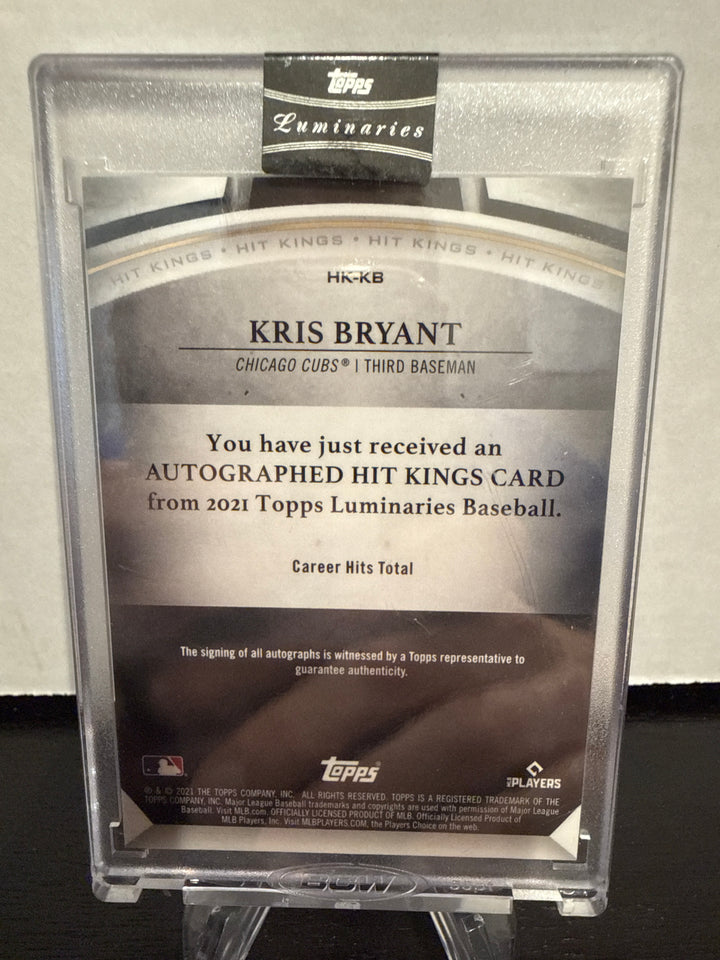 Topps
Luminaries
HIT KINGS • HIT KINGS • HIT KINGS • HIT KINGS
HK-KB
KRIS BRYANT
CHICAGO CUBS® | THIRD BASEMAN
You have just received an
AUTOGRAPHED HIT KINGS CARD
from 2021 Topps Luminaries Baseball.
Career Hits Total
The signing of all autographs is witnessed by a Topps representative to
guarantee authenticity.
Topps®
PLAYERS
® & © 2021 THE TOPPS COMPANY, INC. ALL RIGHTS RESERVED. TOPPS IS A REGISTERED TRADEMARK OF THE
TOPPS COMPANY, INC. Major League Baseball trademarks and copyrights are used with permission of Major League
Baseball. Visit MLB.com. OFFICIALLY LICENSED PRODUCT OF MLB. Officially Licensed Product of
MLB Players, Inc. Visit MLBPLAYERS.COM, the Players Choice on the web.
BCW